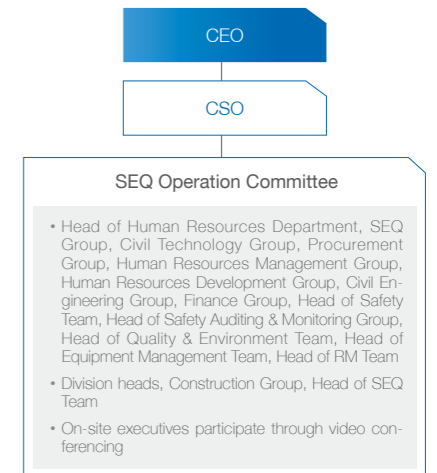 CEO
CSO
SEQ Operation Committee
• Head of Human Resources Department, SEQ
Group, Civil Technology Group, Procurement
Group, Human Resources Management Group,
Human Resources Development Group, Civil En-
gineering Group, Finance Group, Head of Safety
Team, Head of Safety Auditing & Monitoring Group,
Head of Quality & Environment Team, Head of
Equipment Management Team, Head of RM Team
• Division heads, Construction Group, Head of SEQ
Team
• On-site executives participate through video con-
ferencing